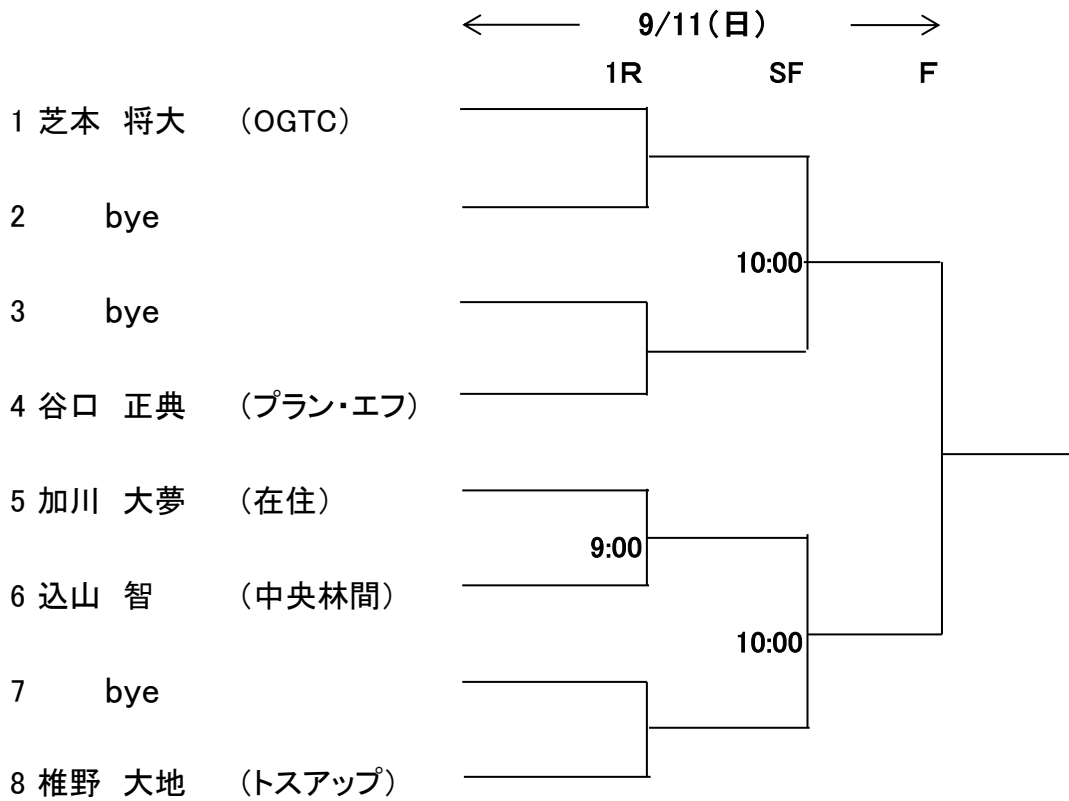 9/11(日)
1R SF F
1 芝本 将大 (OGTC)
2 bye
10:00
3 bye
4 谷口 正典 (プラン・エフ)
5 加川 大夢 (在住)
9:00
6 込山 智 (中央林間)
10:00
7 bye
8 椎野 大地 (トスアップ)